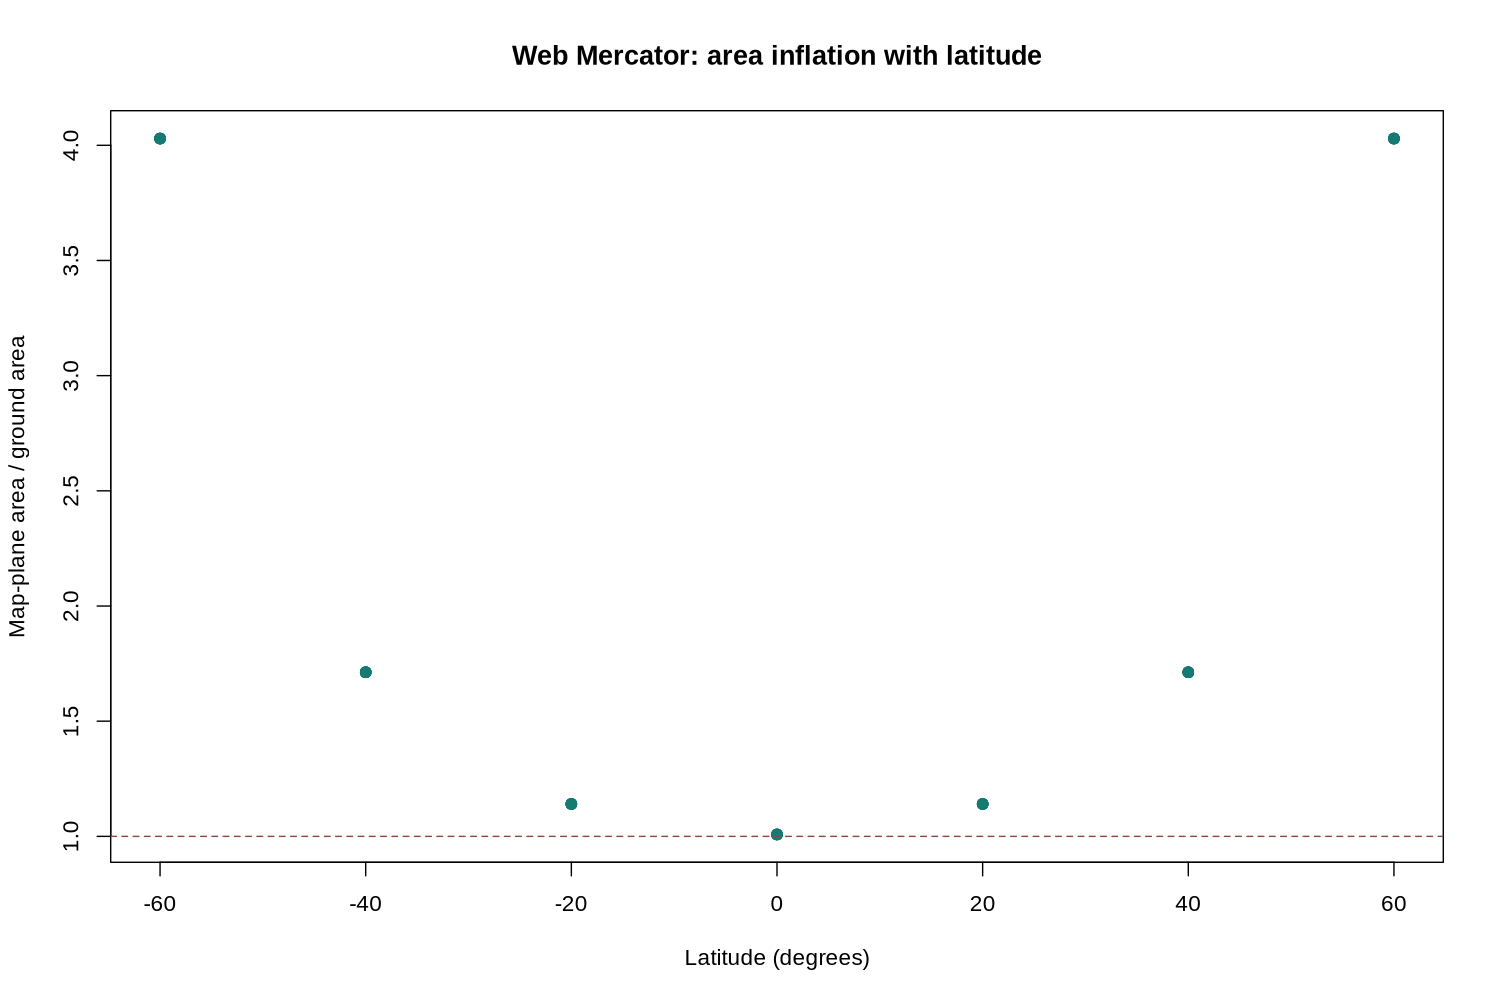 Web Mercator: area inflation with latitude
Map-plane area / ground area
4.0
3.5
3.0
2.5
2.0
1.5
1.0
-60 -40 -20 0 20 40 60
Latitude (degrees)